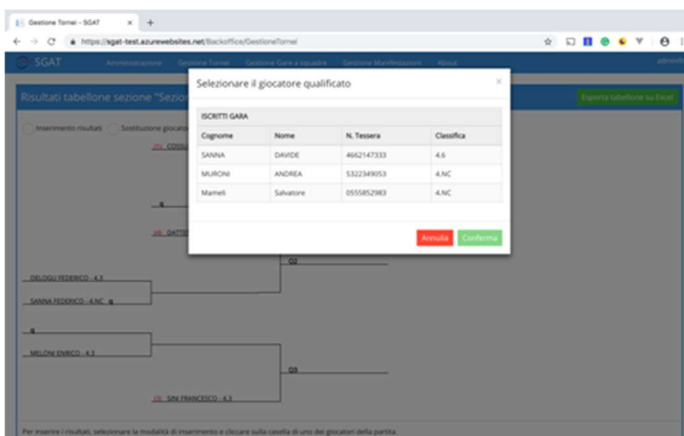 Gestione Tornei - SGAT
https://sgat-test.azurewebsites.net/Backoffice/GestioneTornei
SGAT Amministrazione Gestione Tornei Gestione Gare a squadre Gestione Manifestazioni About
Selezionare il giocatore qualificato
Risultati tabellone sezione "Sezion
Esporta tabellone su Excel
ISCRITTI GARA
Inserimento risultati Sostituzione giocato
Cognome Nome N. Tessera Classifica
COSSU
SANNA DAVIDE 4662147333 4.6
MURONI ANDREA 5322349053 4.NC
Mameli Salvatore 0555852983 4.NC
q
DATTE
Annulla Conferma
Q2
DELOGU FEDERICO - 4.3
SANNA FEDERICO - 4.NC q
q
MELONI ENRICO - 4.3
Q3
SINI FRANCESCO - 4.3
Per inserire i risultati, selezionare la modalità di inserimento e cliccare sulla casella di uno dei giocatori della partita.